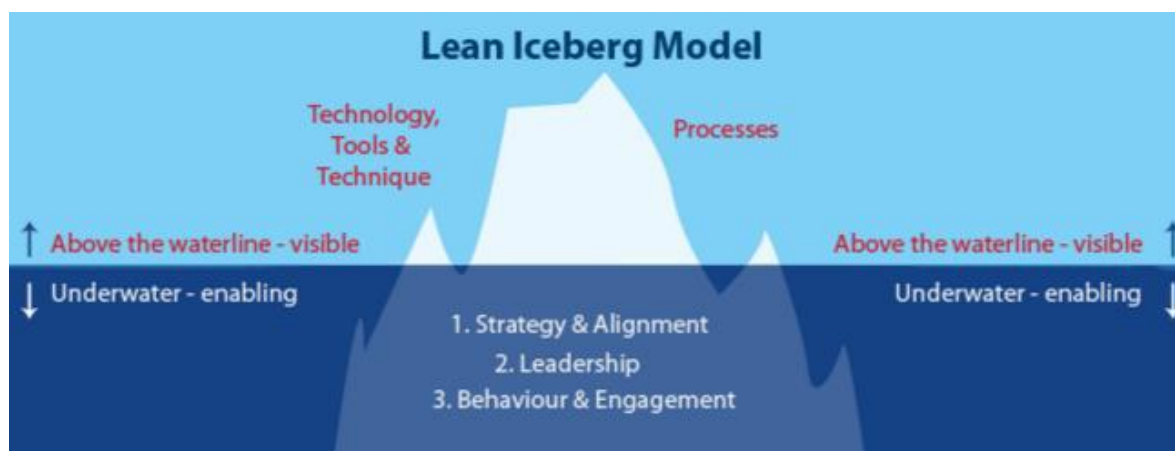 Lean Iceberg Model
Technology,
Tools &
Technique
Processes
Above the waterline - visible
Above the waterline - visible
Underwater - enabling
Underwater - enabling
1. Strategy & Alignment
2. Leadership
3. Behaviour & Engagement